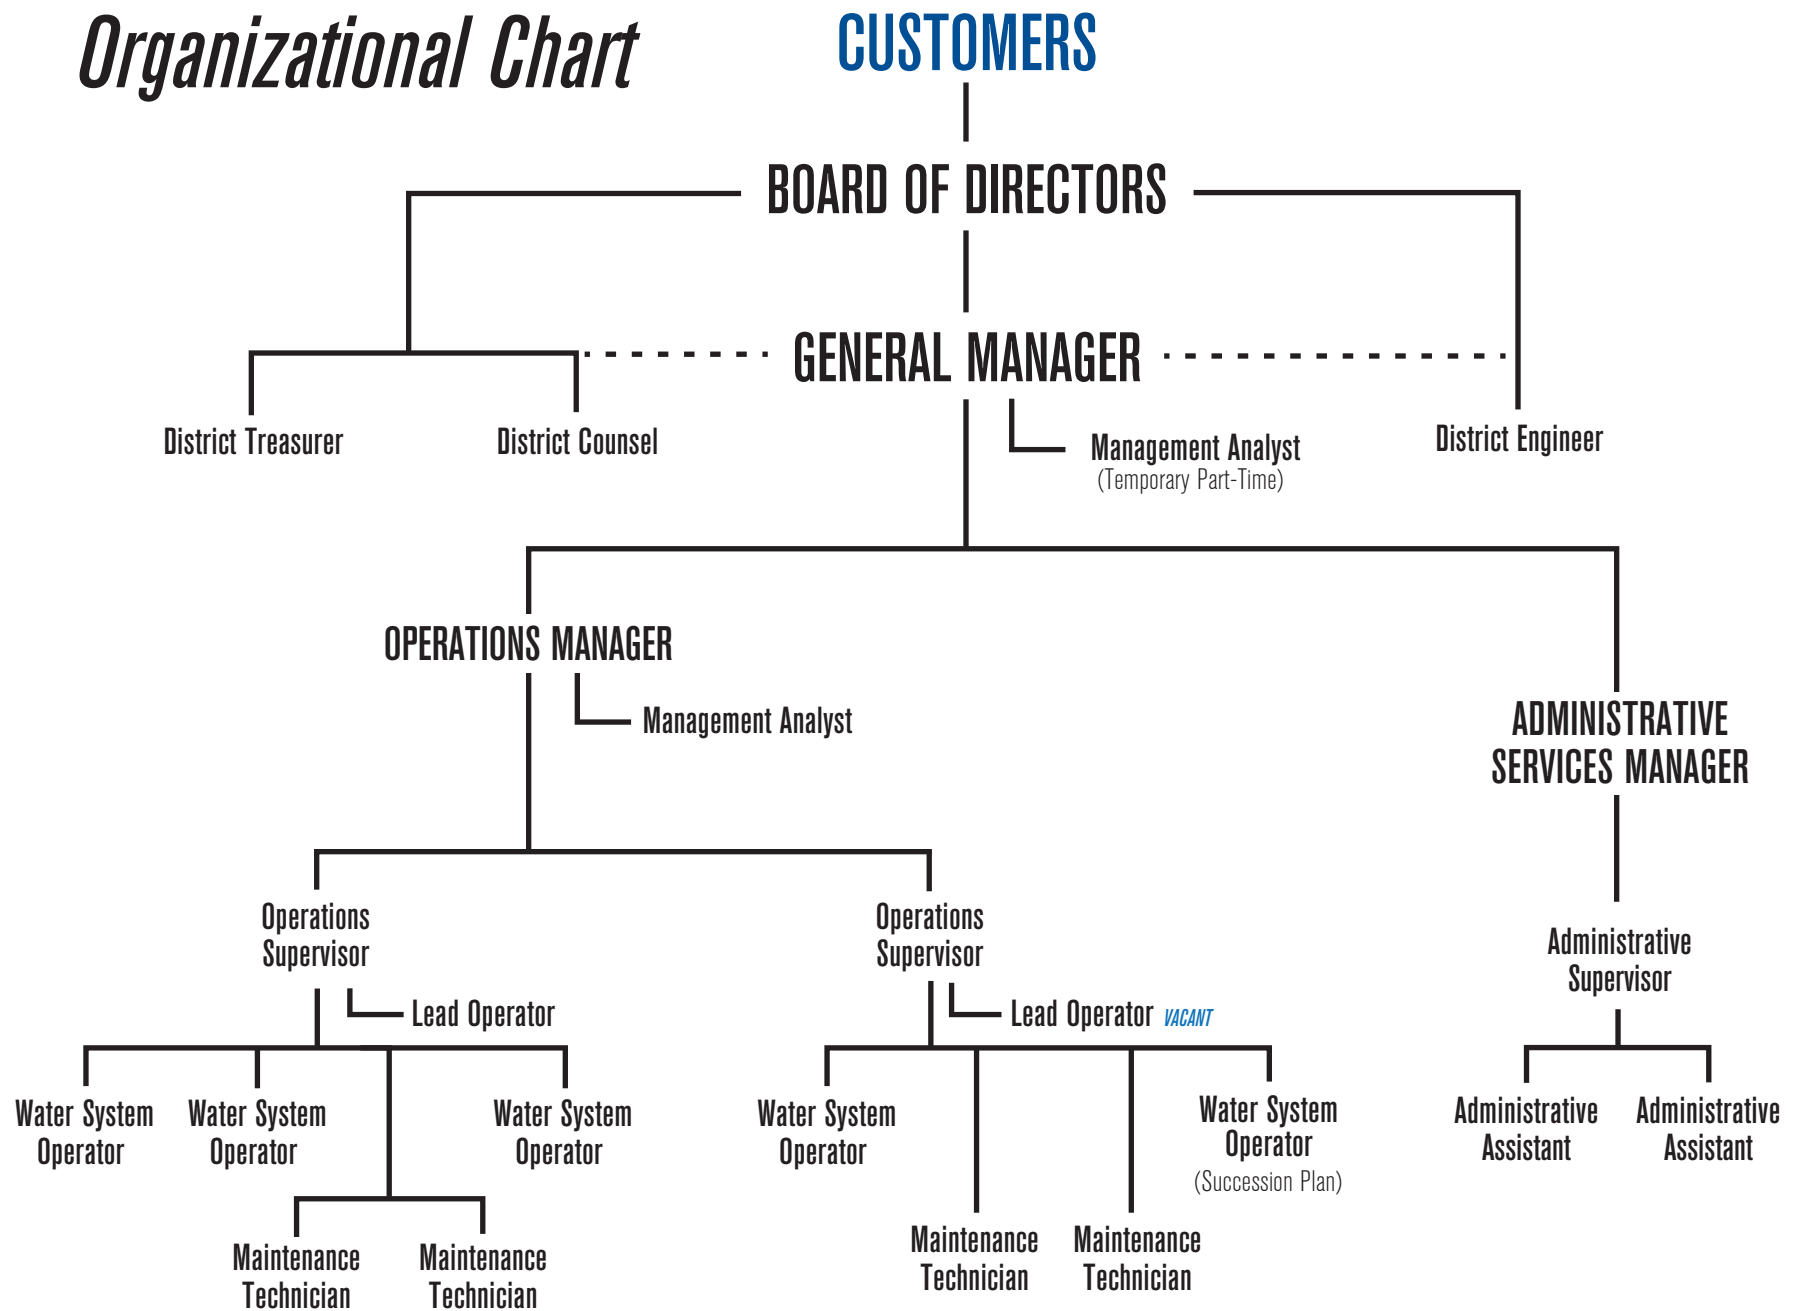 Organizational Chart
CUSTOMERS
BOARD OF DIRECTORS
GENERAL MANAGER
District Treasurer
District Counsel
Management Analyst
(Temporary Part-Time)
District Engineer
OPERATIONS MANAGER
Management Analyst
ADMINISTRATIVE
SERVICES MANAGER
Operations
Supervisor
Lead Operator
Operations
Supervisor
Lead Operator VACANT
Administrative
Supervisor
Water System
Operator
Water System
Operator
Water System
Operator
Maintenance
Technician
Maintenance
Technician
Water System
Operator
Water System
Operator
(Succession Plan)
Maintenance
Technician
Maintenance
Technician
Administrative
Assistant
Administrative
Assistant